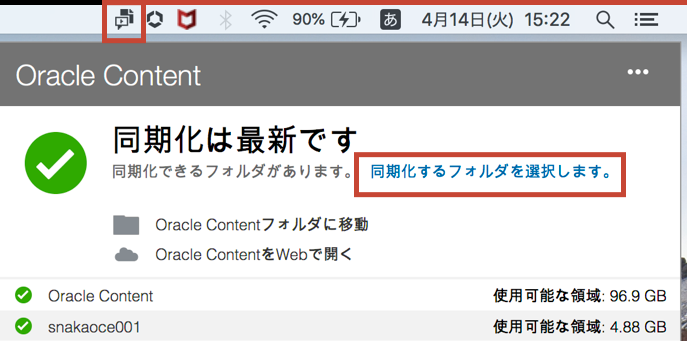 90% あ 4月14日(火) 15:22
Oracle Content
同期化は最新です
同期化できるフォルダがあります。 同期化するフォルダを選択します。
Oracle Contentフォルダに移動
Oracle ContentをWebで開く
Oracle Content 使用可能な領域: 96.9 GB
snakaoce001 使用可能な領域: 4.88 GB